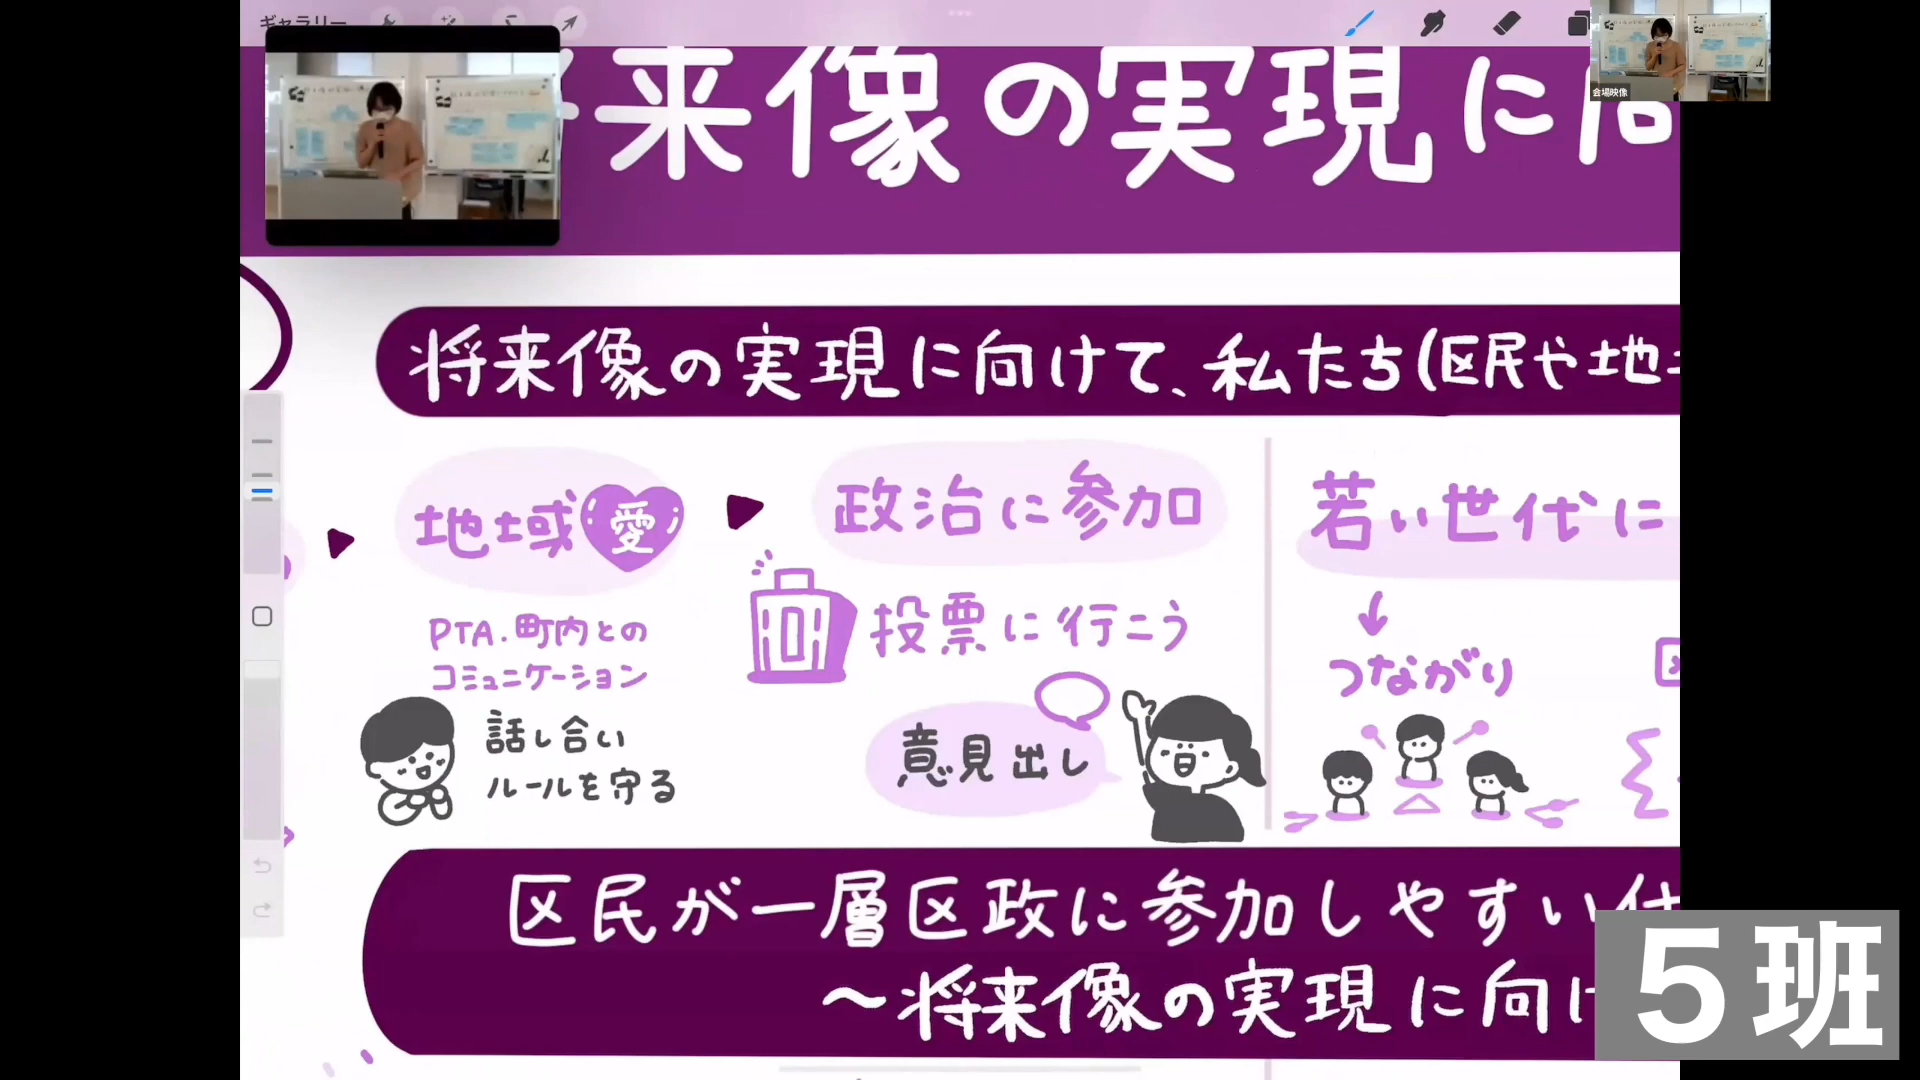 ギャラリー
来像の実現に向
会場映像
将来像の実現に向けて、私たち(区民や地
地域愛
政治に参加
若い世代に
PTA.町内との
コミュニケーション
投票に行こう
つながり
話し合い
ルールを守る
意見出し
区民が一層区政に参加しやすい仕
～将来像の実現に向け
5班